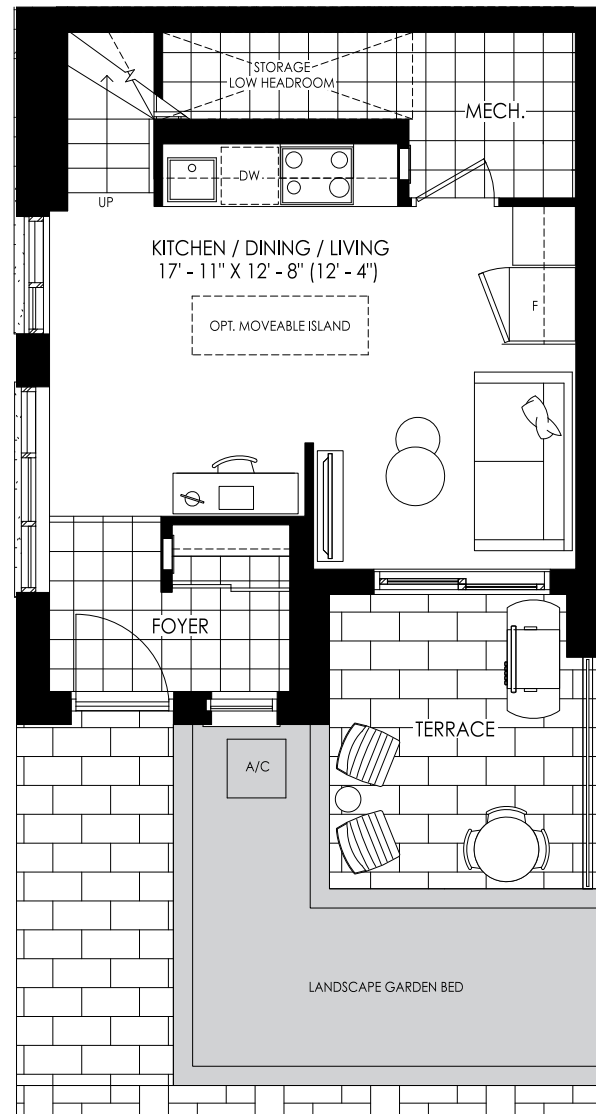 STORAGE
LOW HEADROOM
MECH.
DW
UP
KITCHEN / DINING / LIVING
17' - 11" X 12' - 8" (12' - 4")
F
OPT. MOVEABLE ISLAND
FOYER
TERRACE
A/C
LANDSCAPE GARDEN BED